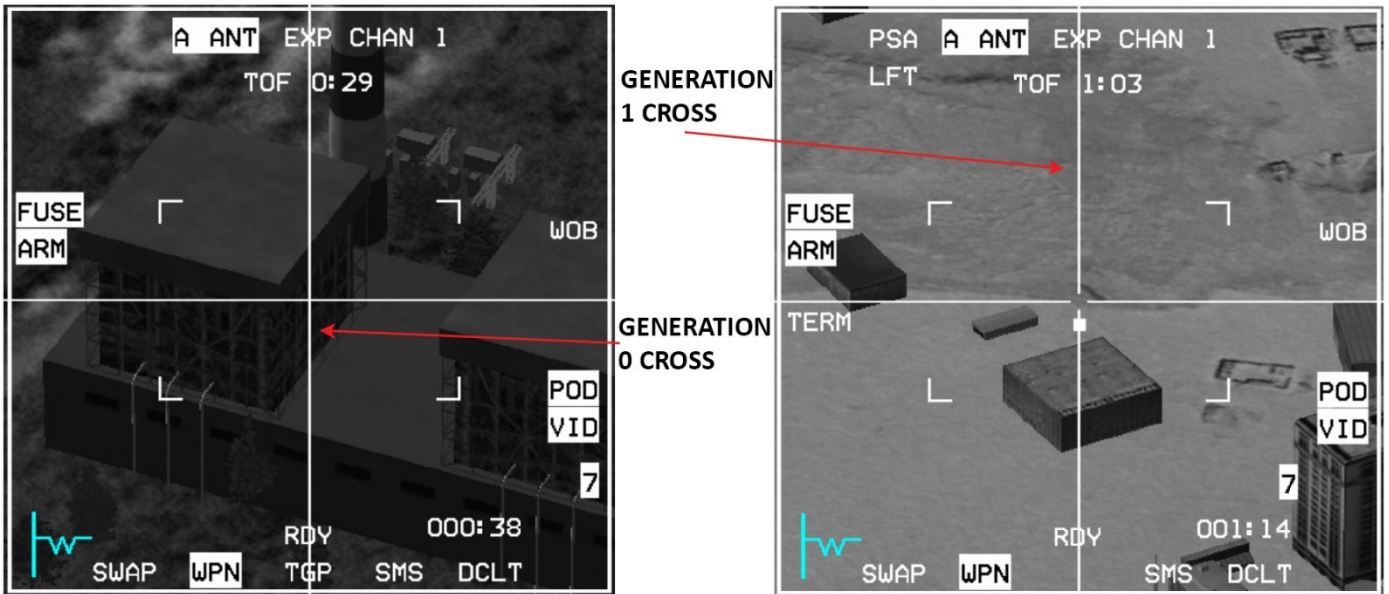 A ANT EXP CHAN 1
TOF 0:29
FUSE
ARM
WOB
POD
VID
7
000:38
RDY
W
SWAP WPN TGP SMS DCLT
GENERATION
1 CROSS
GENERATION
0 CROSS
PSA A ANT EXP CHAN 1
LFT TOF 1:03
FUSE
ARM
WOB
TERM
POD
VID
7
001:14
RDY
W
SWAP WPN SMS DCLT